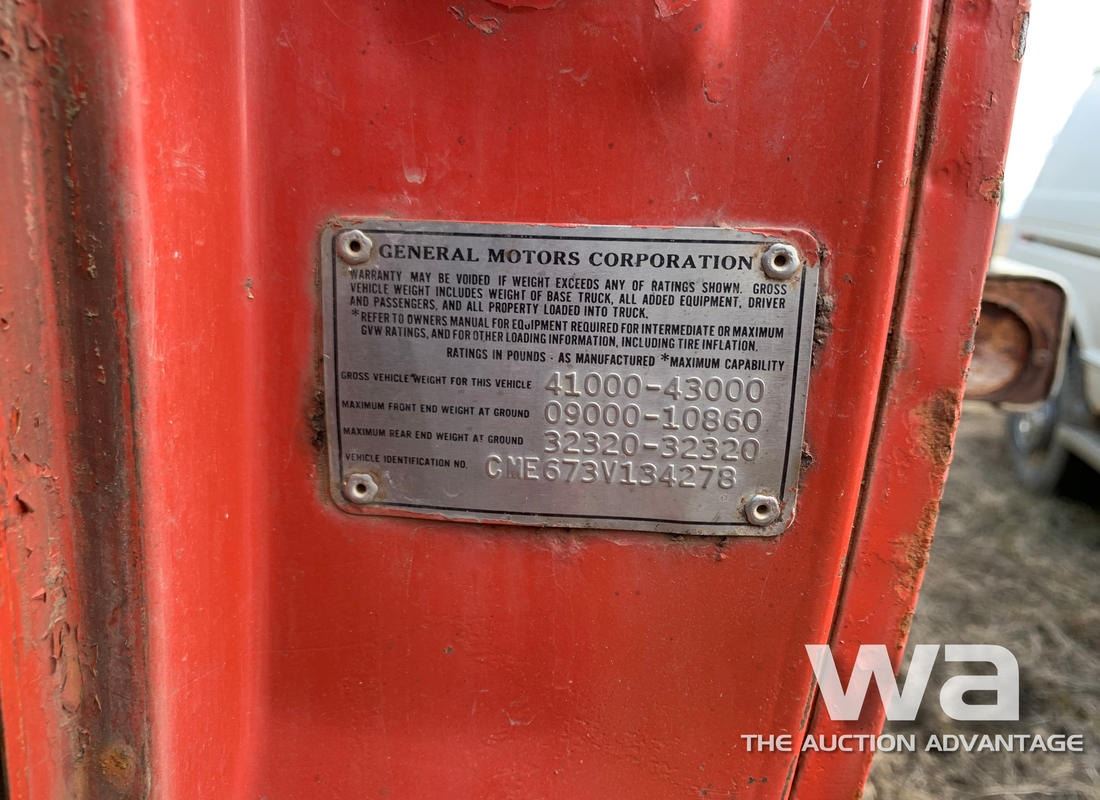 GENERAL MOTORS CORPORATION
WARRANTY MAY BE VOIDED IF WEIGHT EXCEEDS ANY OF RATINGS SHOWN. GROSS
VEHICLE WEIGHT INCLUDES WEIGHT OF BASE TRUCK, ALL ADDED EQUIPMENT, DRIVER
AND PASSENGERS, AND ALL PROPERTY LOADED INTO TRUCK.
*REFER TO OWNERS MANUAL FOR EQUIPMENT REQUIRED FOR INTERMEDIATE OR MAXIMUM
GVW RATINGS, AND FOR OTHER LOADING INFORMATION, INCLUDING TIRE INFLATION.
RATINGS IN POUNDS - AS MANUFACTURED *MAXIMUM CAPABILITY
GROSS VEHICLE WEIGHT FOR THIS VEHICLE 41000-43000
MAXIMUM FRONT END WEIGHT AT GROUND 09000-10860
MAXIMUM REAR END WEIGHT AT GROUND 32320-32320
VEHICLE IDENTIFICATION NO. CME673V134278
wa
THE AUCTION ADVANTAGE